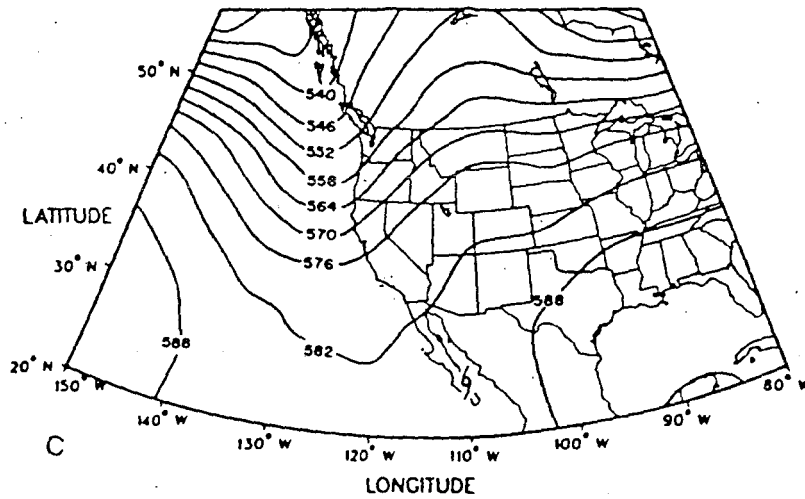 50° N
540
546
552
558
40° N
564
LATITUDE
570
576
30° N
588
588
582
20° N
150° W
80° W
140° W
90° W
130° W
100° W
120° W
110° W
C
LONGITUDE